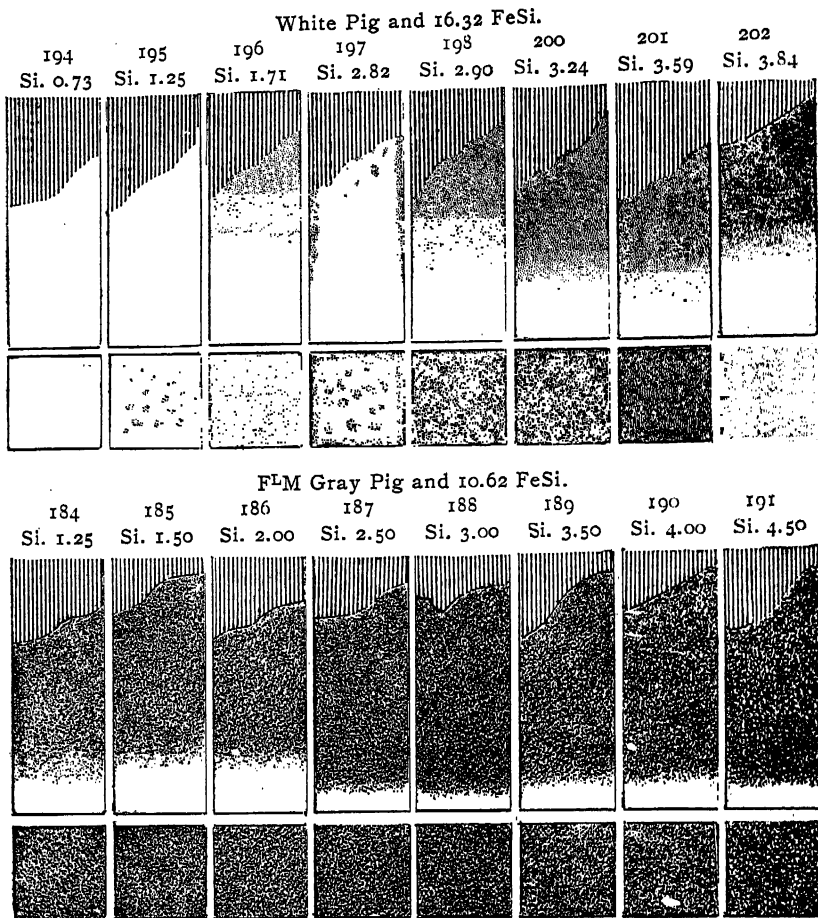 White Pig and 16.32 FeSi.
194 195 196 197 198 200 201 202
Si. 0.73 Si. 1.25 Si. 1.71 Si. 2.82 Si. 2.90 Si. 3.24 Si. 3.59 Si. 3.84
FLM Gray Pig and 10.62 FeSi.
184 185 186 187 188 189 190 191
Si. 1.25 Si. 1.50 Si. 2.00 Si. 2.50 Si. 3.00 Si. 3.50 Si. 4.00 Si. 4.50